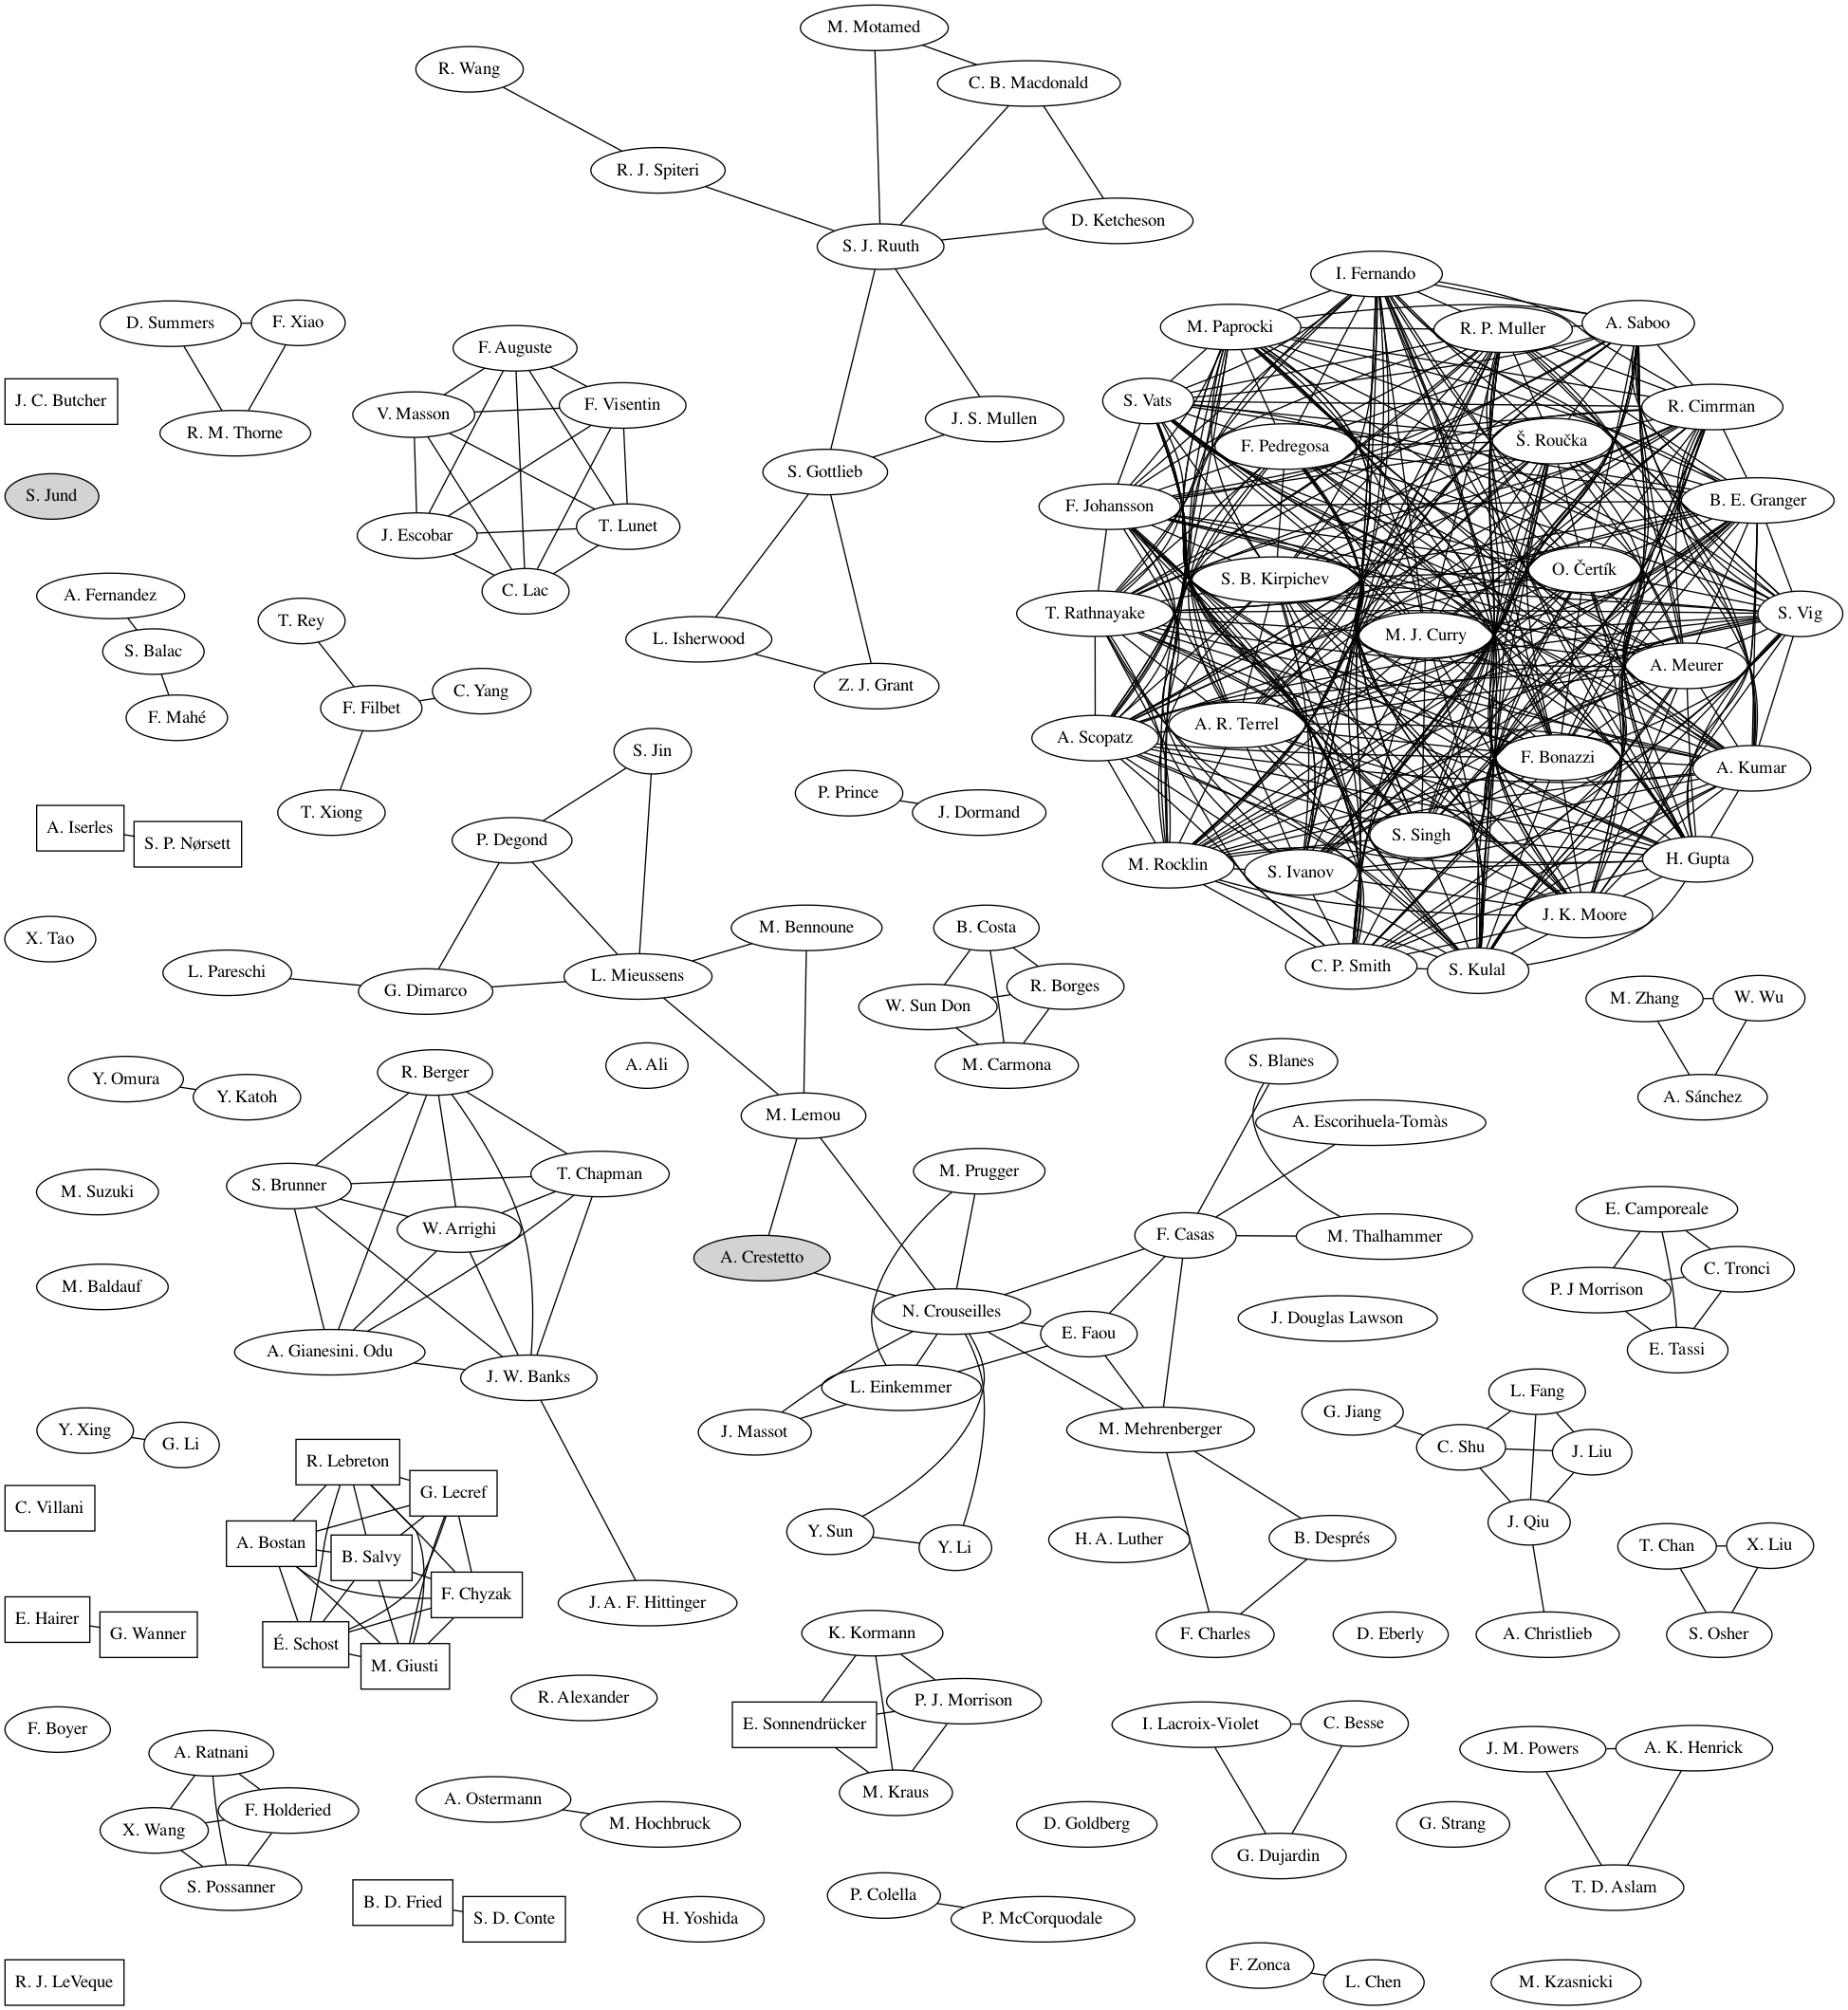 M. Motamed
R. Wang
C. B. Macdonald
R. J. Spiteri
D. Ketcheson
S. J. Ruuth
I. Fernando
D. Summers
F. Xiao
M. Paprocki
R. P. Muller
A. Saboo
F. Auguste
J. C. Butcher
S. Vats
F. Visentin
V. Masson
R. Cimrman
J. S. Mullen
R. M. Thorne
F. Pedregosa
Š. Roučka
S. Gottlieb
S. Jund
B. E. Granger
F. Johansson
T. Lunet
J. Escobar
O. Čertík
S. B. Kirpichev
C. Lac
A. Fernandez
T. Rathnayake
S. Vig
T. Rey
M. J. Curry
L. Isherwood
S. Balac
A. Meurer
Z. J. Grant
C. Yang
F. Filbet
F. Mahé
A. R. Terrel
A. Scopatz
S. Jin
F. Bonazzi
A. Kumar
P. Prince
J. Dormand
T. Xiong
A. Iserles
S. P. Nørsett
P. Degond
S. Singh
H. Gupta
M. Rocklin
S. Ivanov
J. K. Moore
M. Bennoune
B. Costa
X. Tao
C. P. Smith
S. Kulal
L. Pareschi
G. Dimarco
L. Mieussens
R. Borges
W. Sun Don
M. Zhang
W. Wu
M. Carmona
S. Blanes
A. Ali
R. Berger
Y. Omura
Y. Katoh
A. Sánchez
M. Lemou
A. Escorihuela-Tomàs
M. Prugger
T. Chapman
S. Brunner
M. Suzuki
E. Camporeale
W. Arrighi
F. Casas
M. Thalhammer
A. Crestetto
C. Tronci
M. Baldauf
P. J Morrison
N. Crouseilles
J. Douglas Lawson
E. Faou
E. Tassi
A. Gianesini. Odu
J. W. Banks
L. Einkemmer
L. Fang
G. Jiang
Y. Xing
G. Li
J. Massot
M. Mehrenberger
C. Shu
J. Liu
R. Lebreton
G. Lecref
C. Villani
J. Qiu
Y. Sun
Y. Li
H. A. Luther
B. Després
T. Chan
X. Liu
A. Bostan
B. Salvy
F. Chyzak
J. A. F. Hittinger
E. Hairer
G. Wanner
É. Schost
M. Giusti
K. Kormann
F. Charles
D. Eberly
A. Christlieb
S. Osher
R. Alexander
P. J. Morrison
E. Sonnendrücker
F. Boyer
I. Lacroix-Violet
C. Besse
J. M. Powers
A. K. Henrick
A. Ratnani
M. Kraus
A. Ostermann
F. Holderied
M. Hochbruck
X. Wang
D. Goldberg
G. Strang
G. Dujardin
S. Possanner
T. D. Aslam
B. D. Fried
S. D. Conte
H. Yoshida
P. Colella
P. McCorquodale
F. Zonca
L. Chen
R. J. LeVeque
M. Kzasnicki